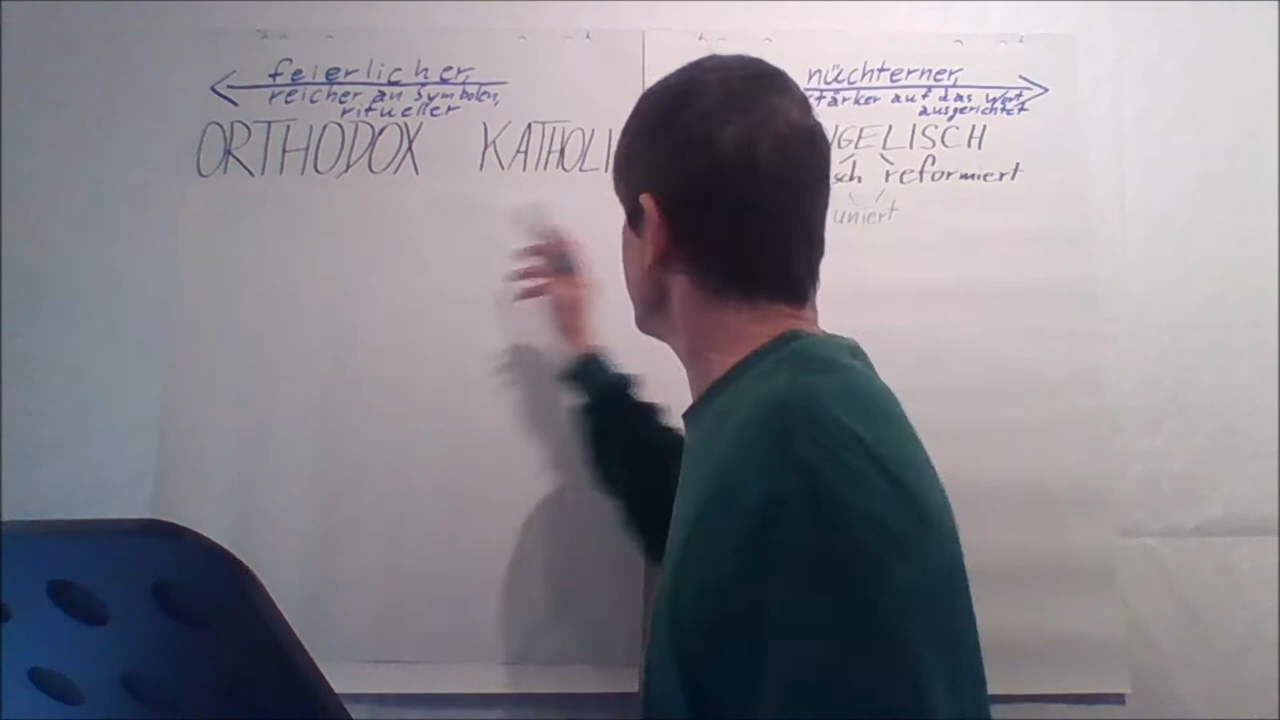 feierlicher,
reicher an Symbolen,
ritueller
nüchterner,
stärker auf das Wort
ausgerichtet
ORTHODOX KATHOLI NGELISCH
sch reformiert
uniert